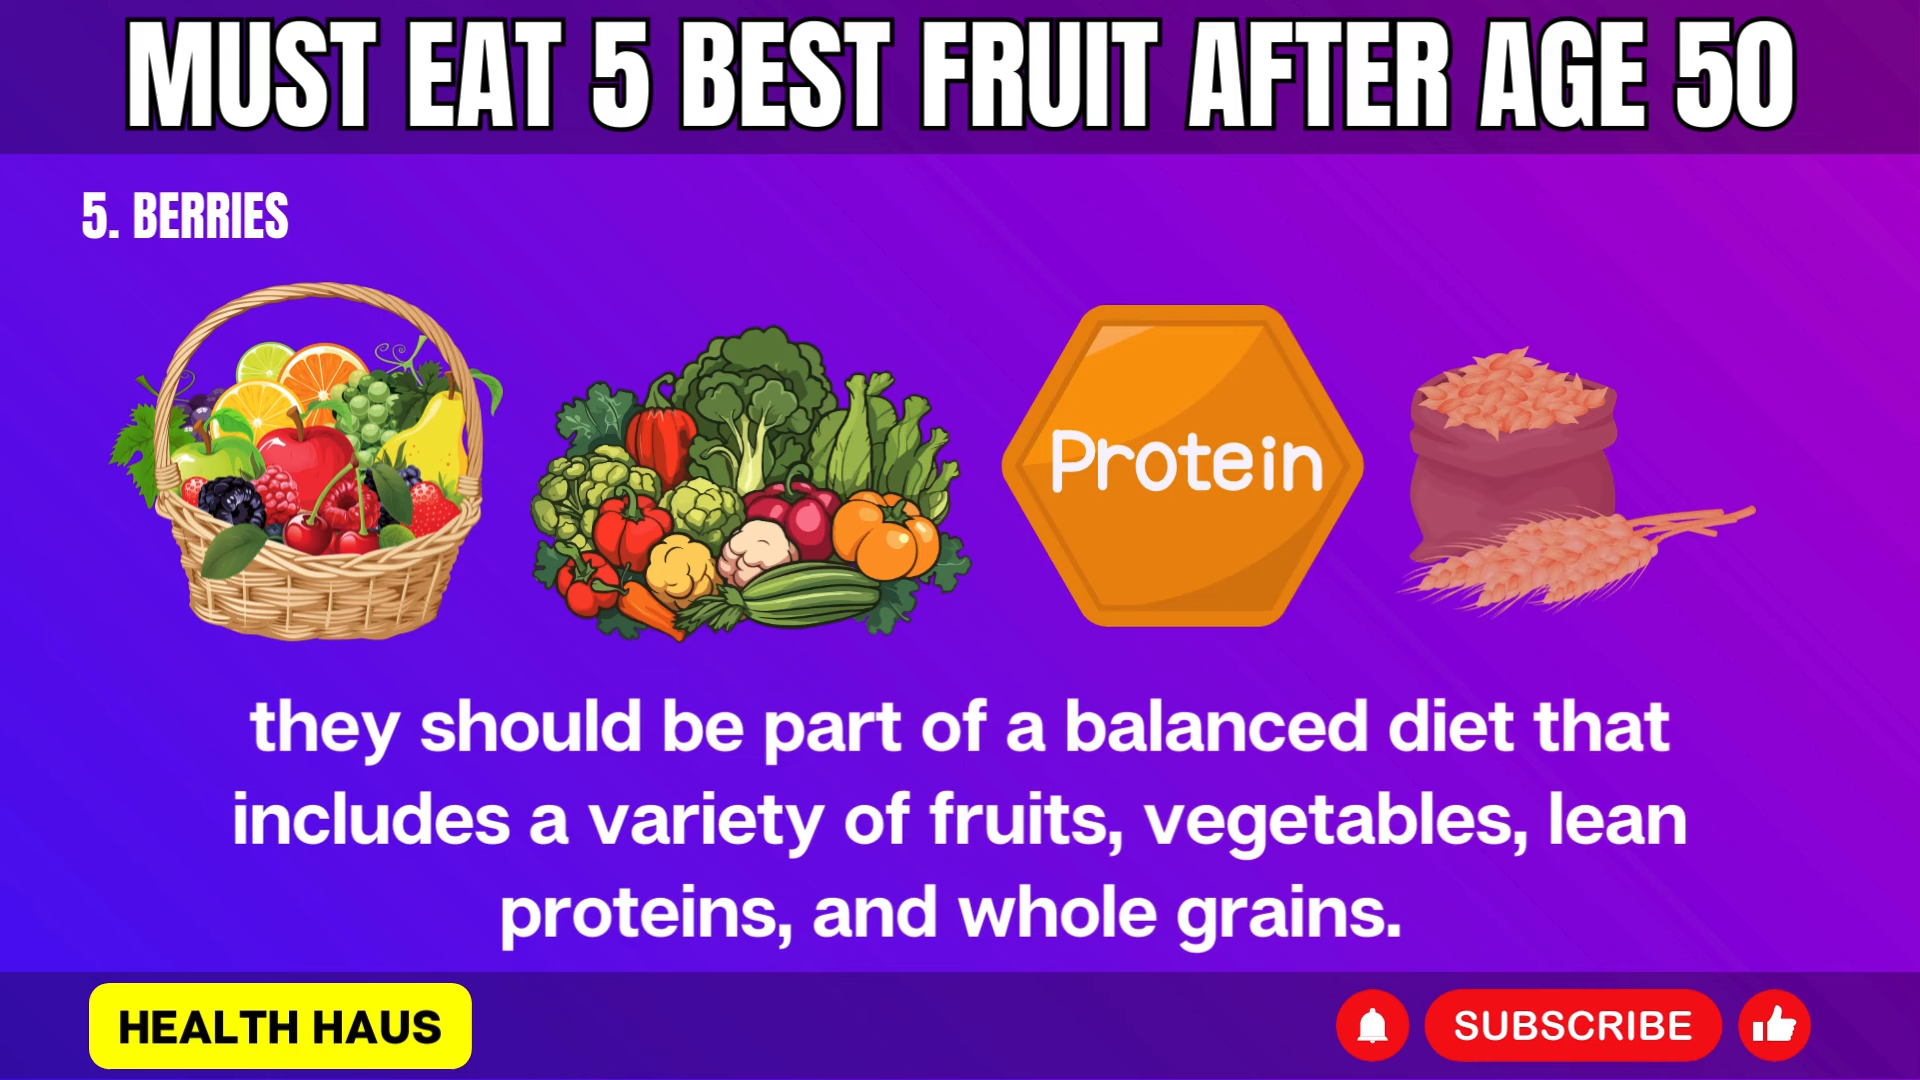 MUST EAT 5 BEST FRUIT AFTER AGE 50
5. BERRIES
Protein
they should be part of a balanced diet that
includes a variety of fruits, vegetables, lean
proteins, and whole grains.
HEALTH HAUS
SUBSCRIBE